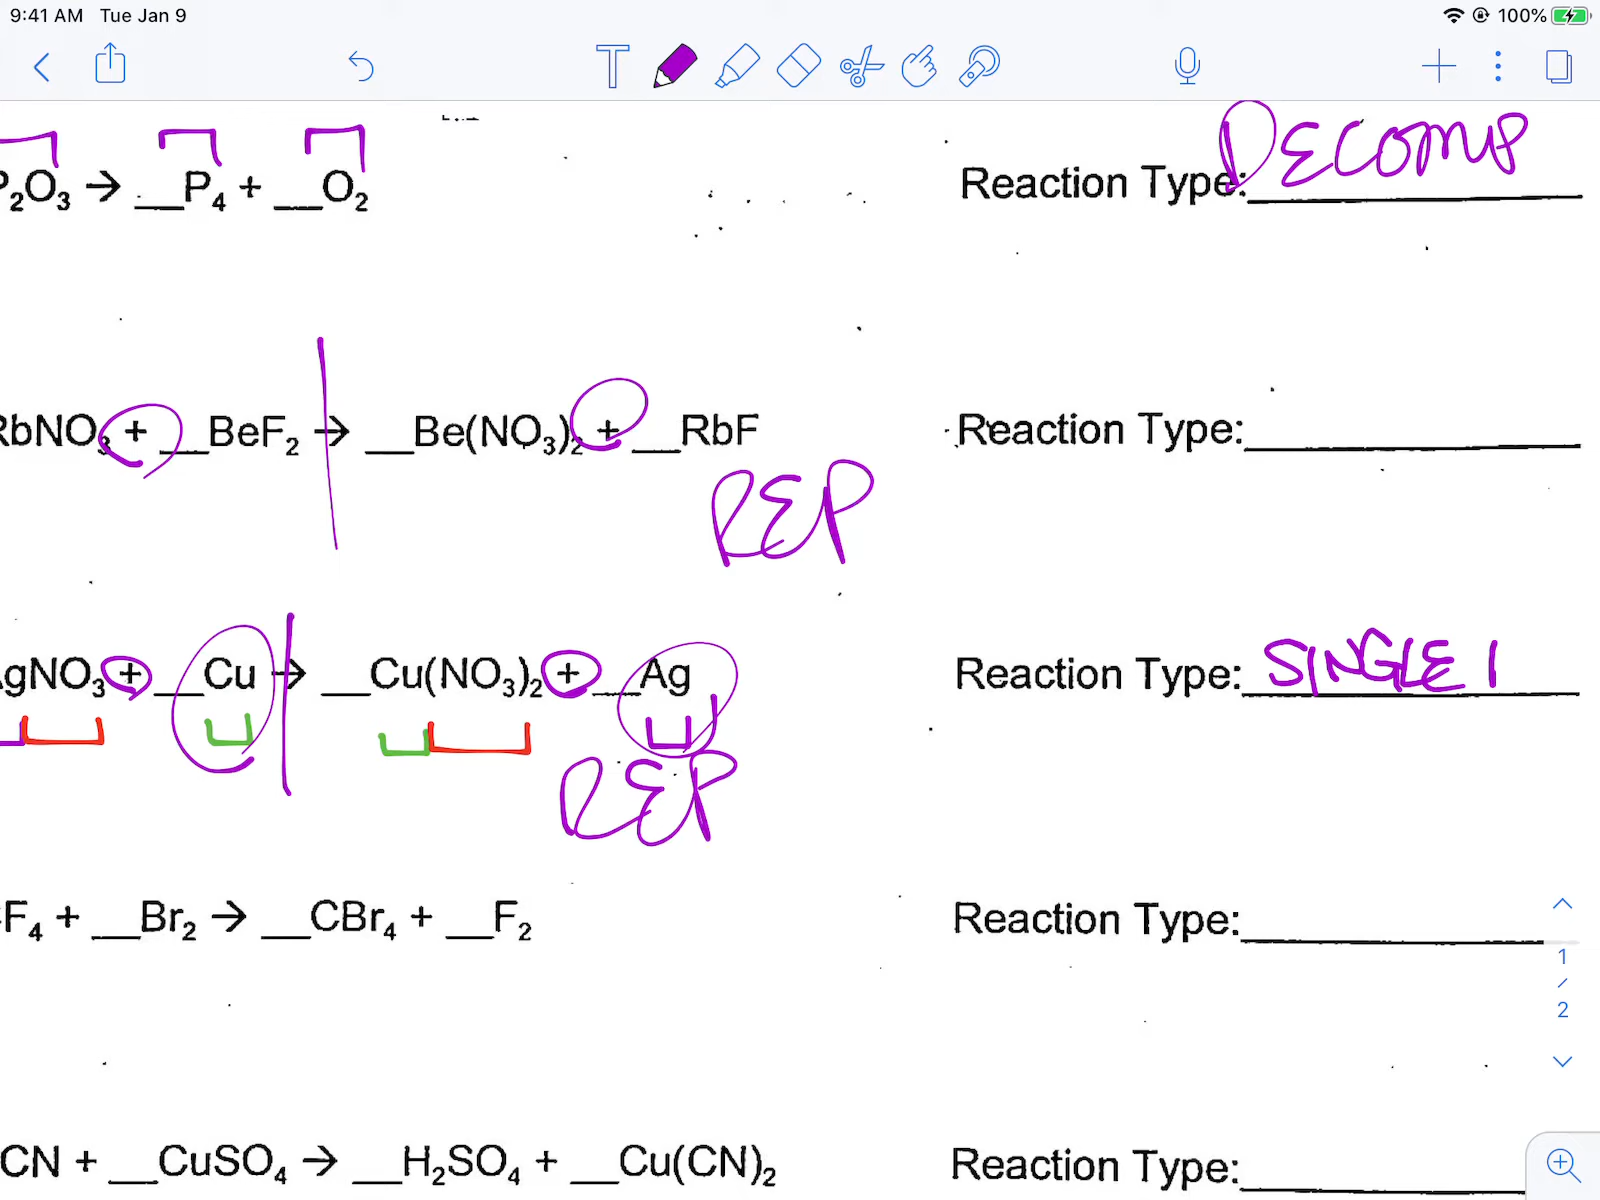 9:41 AM Tue Jan 9 100%
P₂O₃ → __P₄ + __O₂ Reaction Type: DECOMP
RbNO₃ + __BeF₂ → __Be(NO₃)₂ + __RbF Reaction Type:
REP
AgNO₃ + __Cu → __Cu(NO₃)₂ + __Ag Reaction Type: SINGLE
REP
F₄ + __Br₂ → __CBr₄ + __F₂ Reaction Type:
1
/
2
CN + __CuSO₄ → __H₂SO₄ + __Cu(CN)₂ Reaction Type: